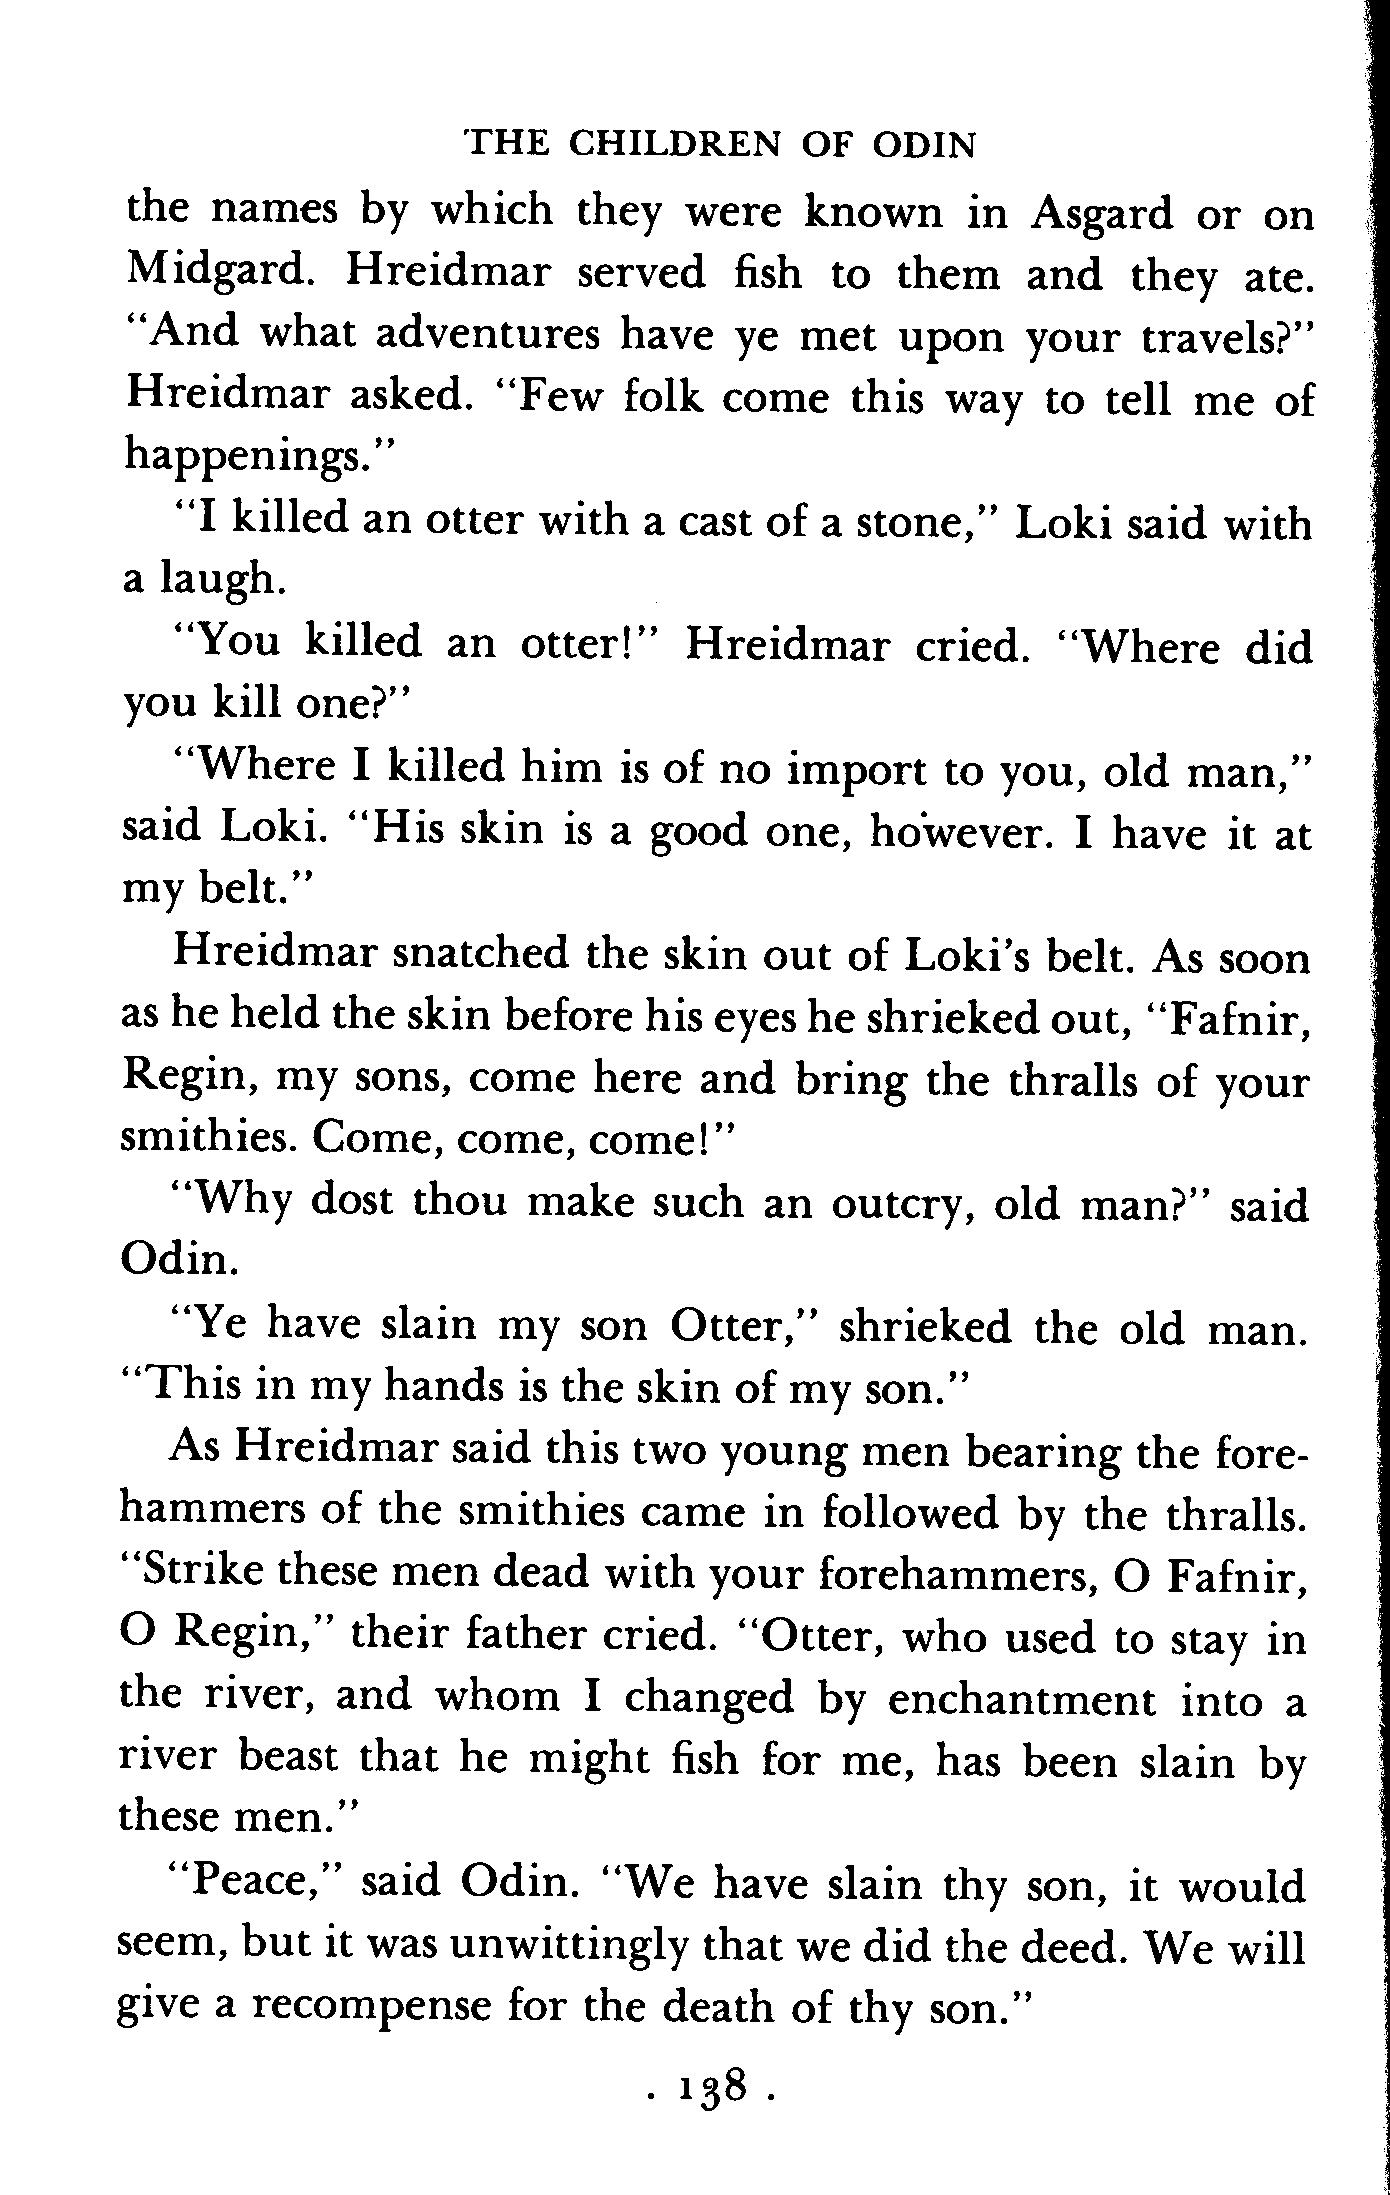 THE CHILDREN OF ODIN
the names by which they were known in Asgard or on
Midgard. Hreidmar served fish to them and they ate.
“And what adventures have ye met upon your travels?”
Hreidmar asked. “Few folk come this way to tell me of
happenings.”
“I killed an otter with a cast of a stone,” Loki said with
a laugh.
“You killed an otter!” Hreidmar cried. “Where did
you kill one?”
“Where I killed him is of no import to you, old man,”
said Loki. “His skin is a good one, however. I have it at
my belt.”
Hreidmar snatched the skin out of Loki’s belt. As soon
as he held the skin before his eyes he shrieked out, “Fafnir,
Regin, my sons, come here and bring the thralls of your
smithies. Come, come, come!”
“Why dost thou make such an outcry, old man?” said
Odin.
“Ye have slain my son Otter,” shrieked the old man.
“This in my hands is the skin of my son.”
As Hreidmar said this two young men bearing the fore-
hammers of the smithies came in followed by the thralls.
“Strike these men dead with your forehammers, O Fafnir,
O Regin,” their father cried. “Otter, who used to stay in
the river, and whom I changed by enchantment into a
river beast that he might fish for me, has been slain by
these men.”
“Peace,” said Odin. “We have slain thy son, it would
seem, but it was unwittingly that we did the deed. We will
give a recompense for the death of thy son.”
. 138 .